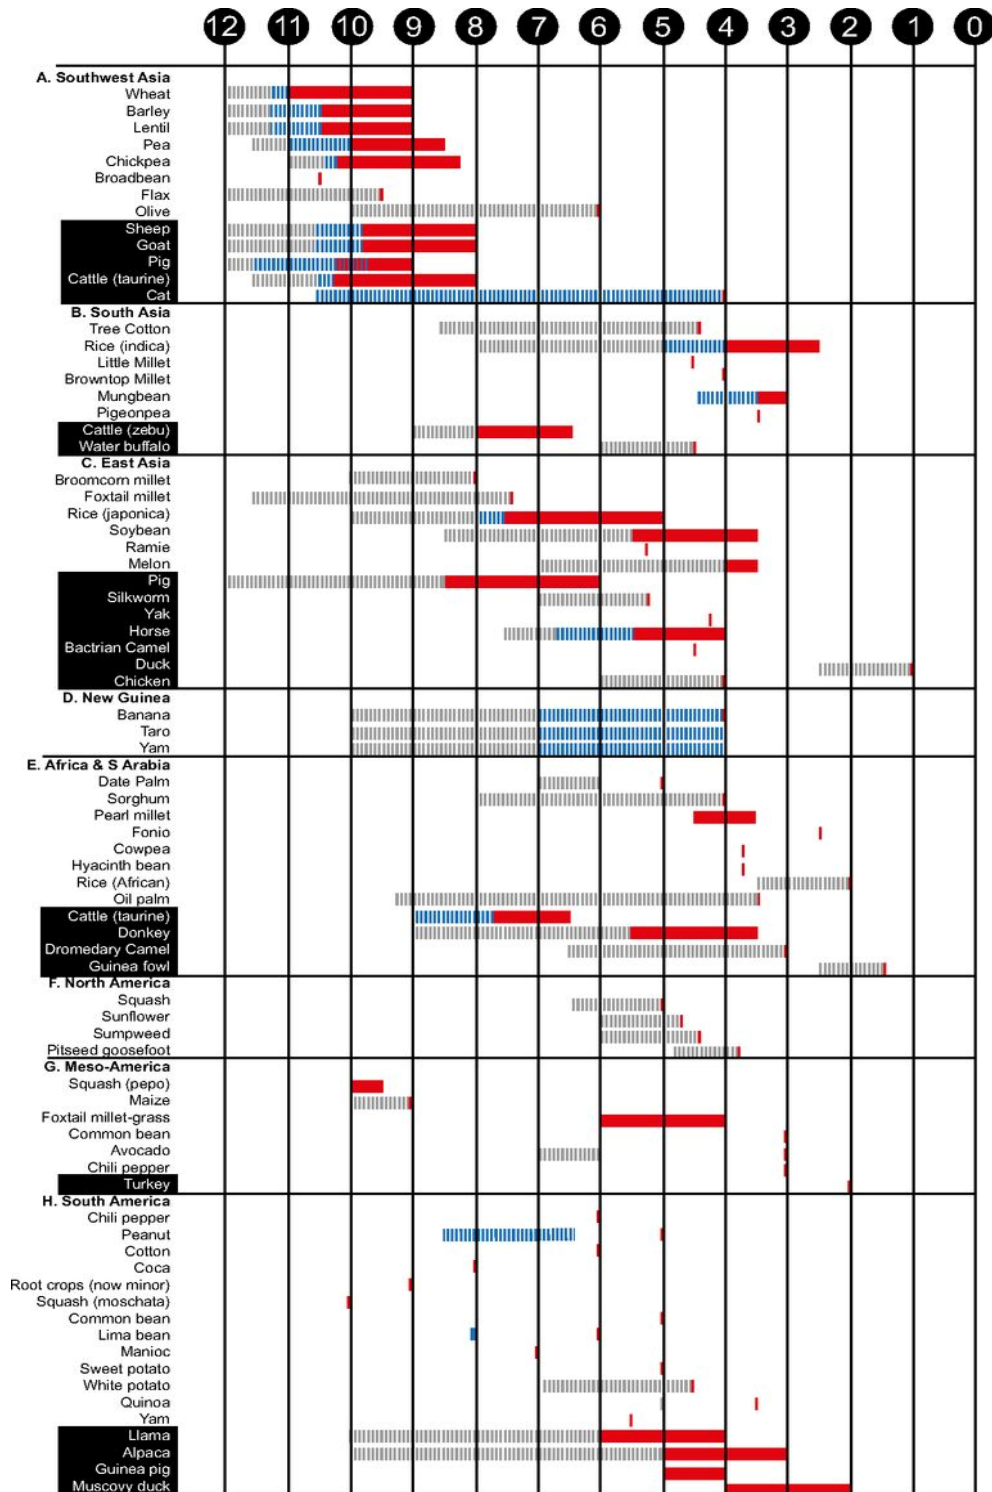 12 11 10 9 8 7 6 5 4 3 2 1 0
A. Southwest Asia
Wheat
Barley
Lentil
Pea
Chickpea
Broadbean
Flax
Olive
Sheep
Goat
Pig
Cattle (taurine)
Cat
B. South Asia
Tree Cotton
Rice (indica)
Little Millet
Browntop Millet
Mungbean
Pigeonpea
Cattle (zebu)
Water buffalo
C. East Asia
Broomcorn millet
Foxtail millet
Rice (japonica)
Soybean
Ramie
Melon
Pig
Silkworm
Yak
Horse
Bactrian Camel
Duck
Chicken
D. New Guinea
Banana
Taro
Yam
E. Africa & S Arabia
Date Palm
Sorghum
Pearl millet
Fonio
Cowpea
Hyacinth bean
Rice (African)
Oil palm
Cattle (taurine)
Donkey
Dromedary Camel
Guinea fowl
F. North America
Squash
Sunflower
Sumpweed
Pitseed goosefoot
G. Meso-America
Squash (pepo)
Maize
Foxtail millet-grass
Common bean
Avocado
Chili pepper
Turkey
H. South America
Chili pepper
Peanut
Cotton
Coca
Root crops (now minor)
Squash (moschata)
Common bean
Lima bean
Manioc
Sweet potato
White potato
Quinoa
Yam
Llama
Alpaca
Guinea pig
Muscovy duck